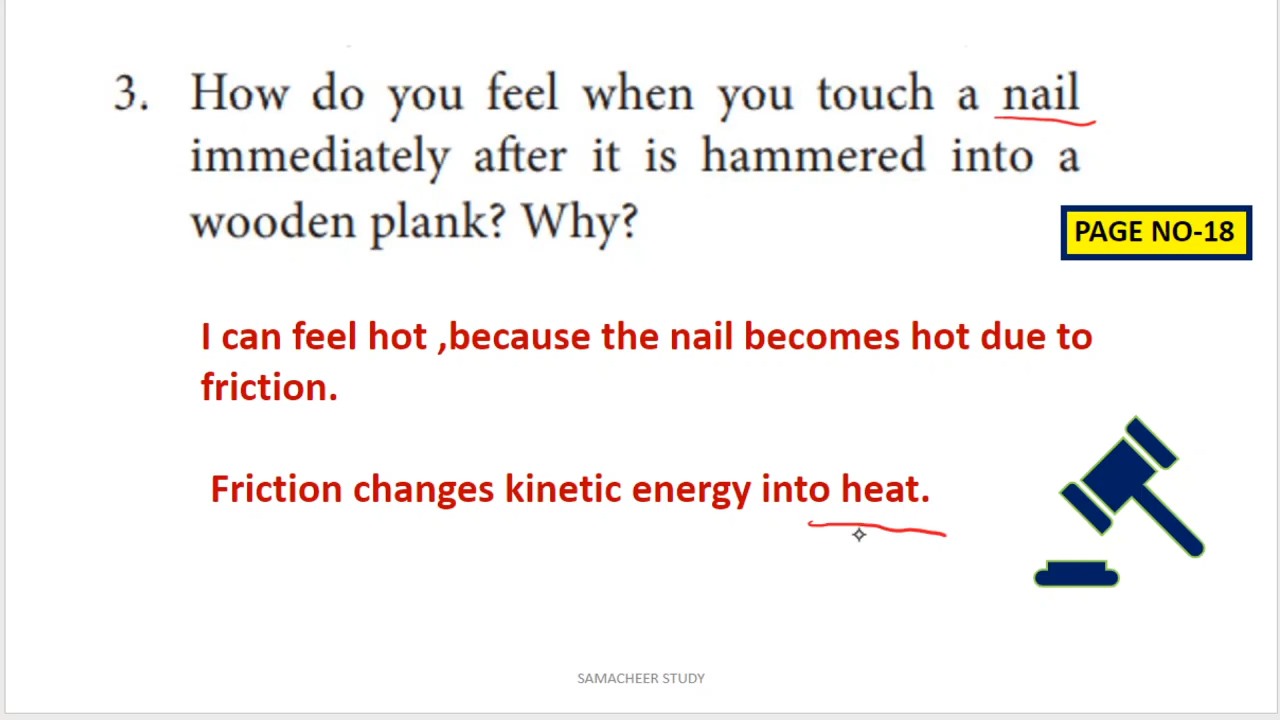 3. How do you feel when you touch a nail
immediately after it is hammered into a
wooden plank? Why?
PAGE NO-18
I can feel hot ,because the nail becomes hot due to
friction.
Friction changes kinetic energy into heat.
SAMACHEER STUDY